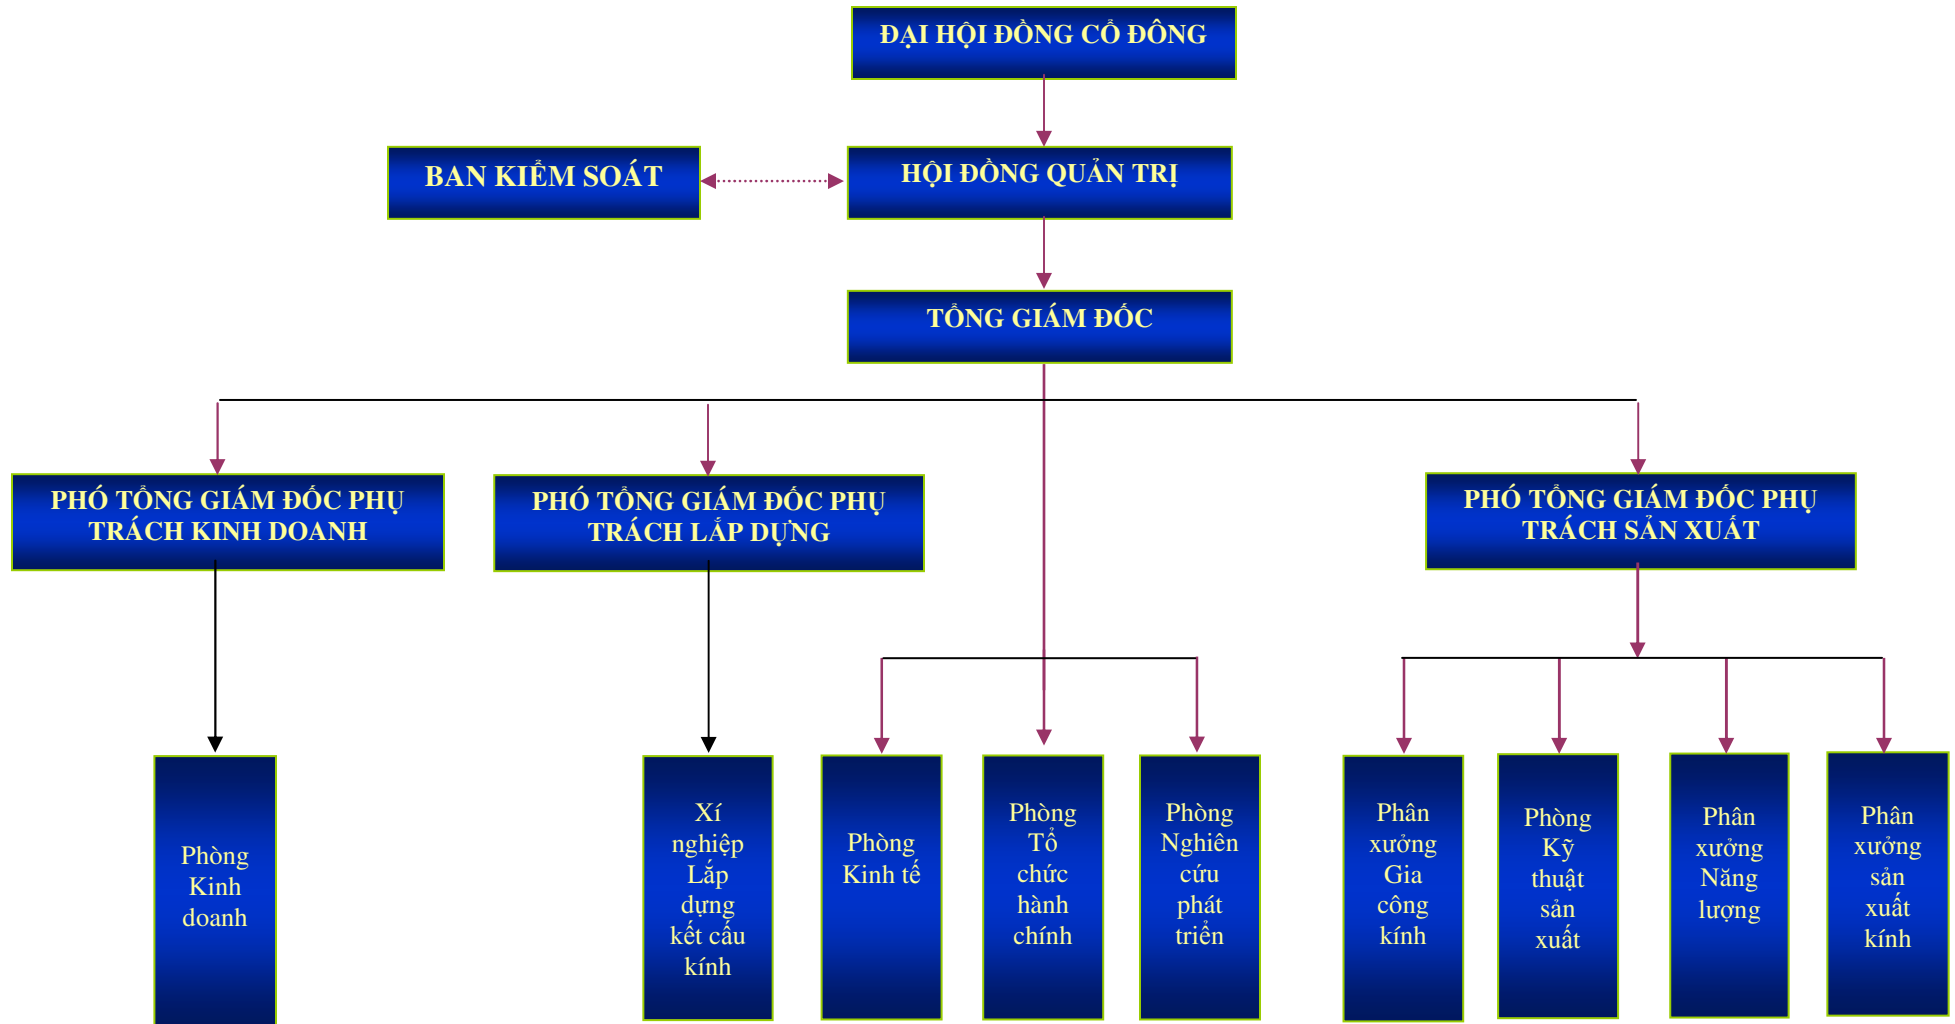 ĐẠI HỘI ĐỒNG CỔ ĐÔNG
BAN KIỂM SOÁT
HỘI ĐỒNG QUẢN TRỊ
TỔNG GIÁM ĐỐC
PHÓ TỔNG GIÁM ĐỐC PHỤ
TRÁCH KINH DOANH
PHÓ TỔNG GIÁM ĐỐC PHỤ
TRÁCH LẮP DỰNG
PHÓ TỔNG GIÁM ĐỐC PHỤ
TRÁCH SẢN XUẤT
Phòng
Kinh
doanh
Xí
nghiệp
Lắp
dựng
kết cấu
kính
Phòng
Kinh tế
Phòng
Tổ
chức
hành
chính
Phòng
Nghiên
cứu
phát
triển
Phân
xưởng
Gia
công
kính
Phòng
Kỹ
thuật
sản
xuất
Phân
xưởng
Năng
lượng
Phân
xưởng
sản
xuất
kính